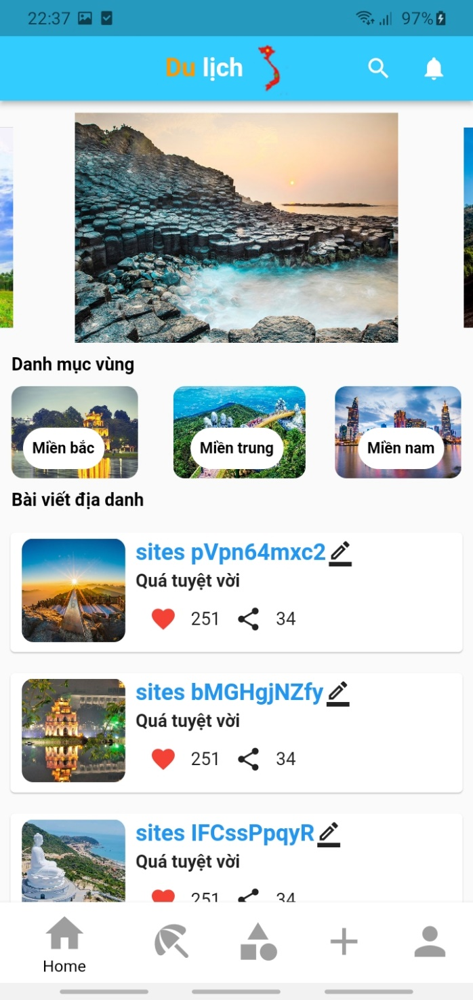 22:37
97%
Du lịch
Danh mục vùng
Miền bắc
Miền trung
Miền nam
Bài viết địa danh
sites pVpn64mxc2
Quá tuyệt vời
251 34
sites bMGHgjNZfy
Quá tuyệt vời
251 34
sites IFCssPpqyR
Quá tuyệt vời
251 34
Home